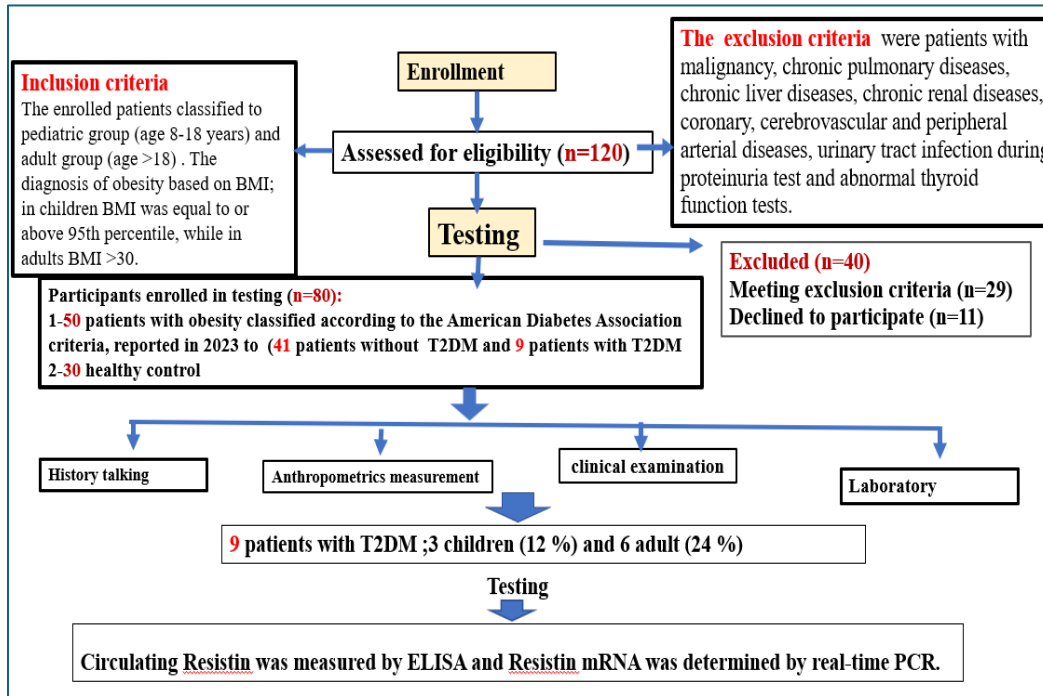 Enrollment
Inclusion criteria
The enrolled patients classified to
pediatric group (age 8-18 years) and
adult group (age >18) . The
diagnosis of obesity based on BMI;
in children BMI was equal to or
above 95th percentile, while in
adults BMI >30.
Assessed for eligibility (n=120)
The exclusion criteria were patients with
malignancy, chronic pulmonary diseases,
chronic liver diseases, chronic renal diseases,
coronary, cerebrovascular and peripheral
arterial diseases, urinary tract infection during
proteinuria test and abnormal thyroid
function tests.
Testing
Excluded (n=40)
Meeting exclusion criteria (n=29)
Declined to participate (n=11)
Participants enrolled in testing (n=80):
1-50 patients with obesity classified according to the American Diabetes Association
criteria, reported in 2023 to (41 patients without T2DM and 9 patients with T2DM
2-30 healthy control
History talking
Anthropometrics measurement
clinical examination
Laboratory
9 patients with T2DM ;3 children (12 %) and 6 adult (24 %)
Testing
Circulating Resistin was measured by ELISA and Resistin mRNA was determined by real-time PCR.